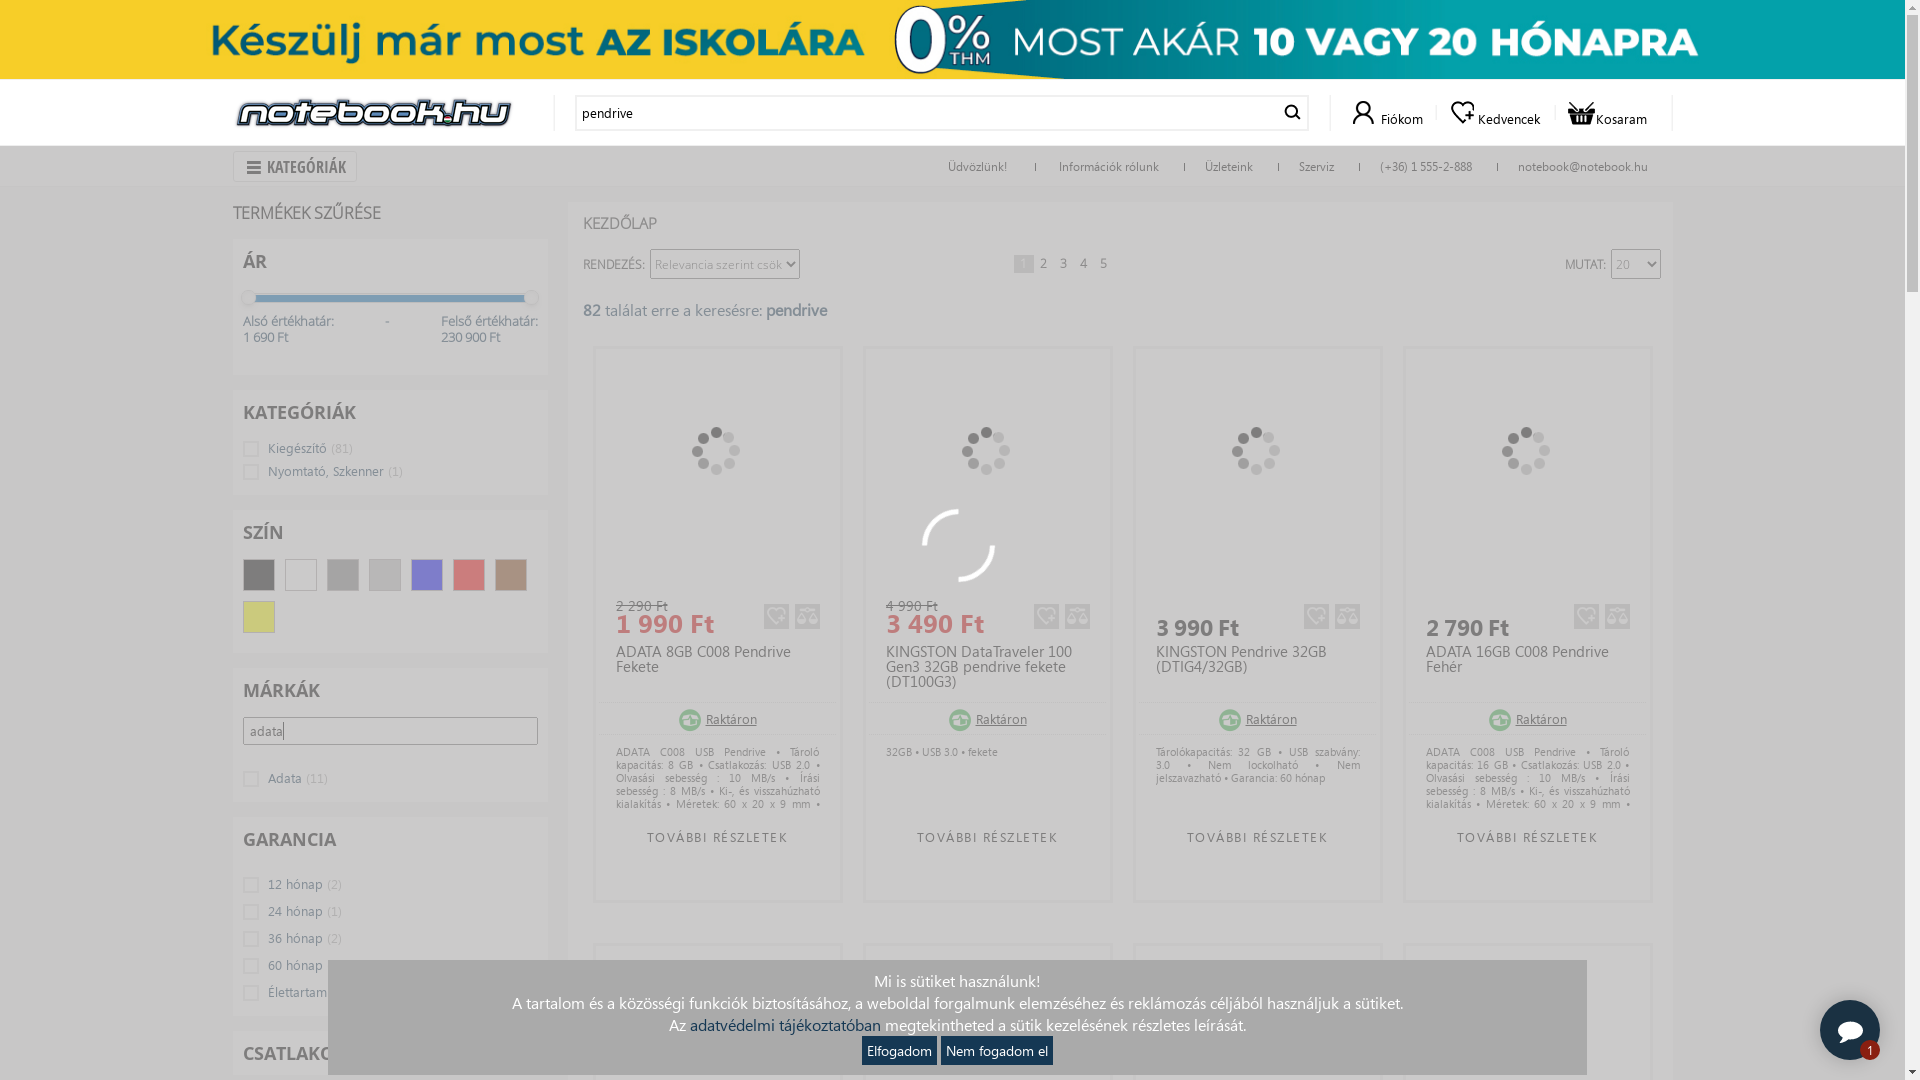 Készülj már most AZ ISKOLÁRA 0% THM MOST AKÁR 10 VAGY 20 HÓNAPRA
notebook.hu
pendrive
Fiókom
Kedvencek
Kosaram
KATEGÓRIÁK
Üdvözlünk!
Információk rólunk
Üzleteink
Szerviz
(+36) 1 555-2-888
notebook@notebook.hu
TERMÉKEK SZŰRÉSE
ÁR
Alsó értékhatár: - Felső értékhatár:
1 690 Ft 230 900 Ft
KATEGÓRIÁK
Kiegészítő (81)
Nyomtató, Szkenner (1)
SZÍN
MÁRKÁK
adata
Adata (11)
GARANCIA
12 hónap (2)
24 hónap (1)
36 hónap (2)
60 hónap
Élettartam
KEZDŐLAP
RENDEZÉS: Relevancia szerint csök
1 2 3 4 5
MUTAT: 20
82 találat erre a keresésre: pendrive
2 290 Ft
1 990 Ft
ADATA 8GB C008 Pendrive
Fekete
Raktáron
ADATA C008 USB Pendrive • Tároló
kapacitás: 8 GB • Csatlakozás: USB 2.0 •
Olvasási sebesség : 10 MB/s • Írási
sebesség : 8 MB/s • Ki-, és visszahúzható
kialakítás • Méretek: 60 x 20 x 9 mm •
TOVÁBBI RÉSZLETEK
4 990 Ft
3 490 Ft
KINGSTON DataTraveler 100
Gen3 32GB pendrive fekete
(DT100G3)
Raktáron
32GB • USB 3.0 • fekete
TOVÁBBI RÉSZLETEK
3 990 Ft
KINGSTON Pendrive 32GB
(DTIG4/32GB)
Raktáron
Tárolókapacitás: 32 GB • USB szabvány:
3.0 • Nem lockolható • Nem
jelszavazható • Garancia: 60 hónap
TOVÁBBI RÉSZLETEK
2 790 Ft
ADATA 16GB C008 Pendrive
Fehér
Raktáron
ADATA C008 USB Pendrive • Tároló
kapacitás: 16 GB • Csatlakozás: USB 2.0 •
Olvasási sebesség : 10 MB/s • Írási
sebesség : 8 MB/s • Ki-, és visszahúzható
kialakítás • Méretek: 60 x 20 x 9 mm •
TOVÁBBI RÉSZLETEK
Mi is sütiket használunk!
A tartalom és a közösségi funkciók biztosításához, a weboldal forgalmunk elemzéséhez és reklámozás céljából használjuk a sütiket.
Az adatvédelmi tájékoztatóban megtekintheted a sütik kezelésének részletes leírását.
Elfogadom
Nem fogadom el
1